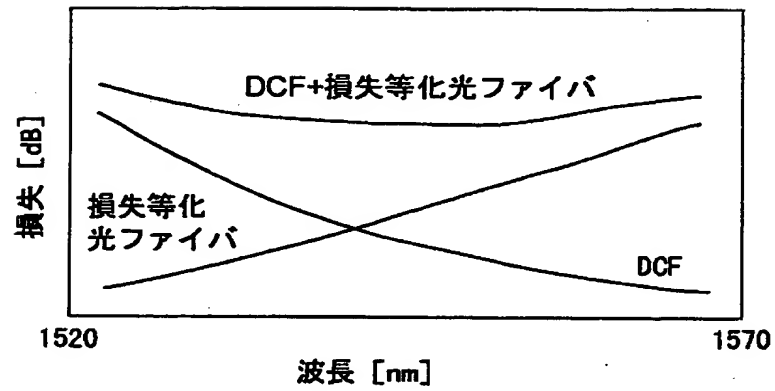 DCF+損失等化光ファイバ
損失 [dB]
損失等化
光ファイバ
DCF
1520
1570
波長 [nm]